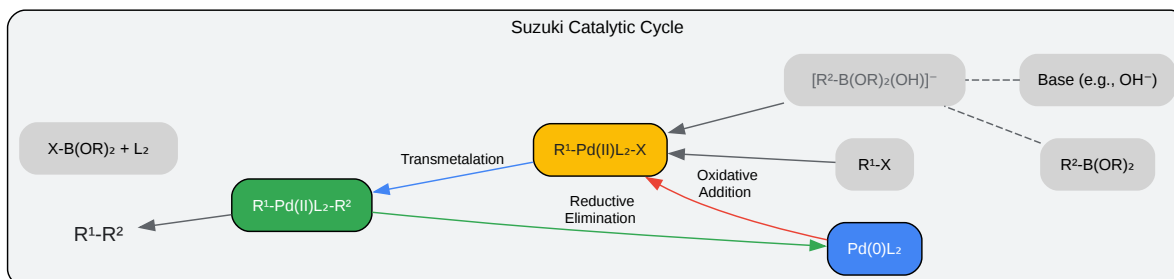 Suzuki Catalytic Cycle
[R²-B(OR)₂(OH)]⁻
Base (e.g., OH⁻)
X-B(OR)₂ + L₂
Transmetalation
R¹-Pd(II)L₂-X
R¹-X
R²-B(OR)₂
Oxidative
Addition
R¹-Pd(II)L₂-R²
Reductive
Elimination
R¹-R²
Pd(0)L₂